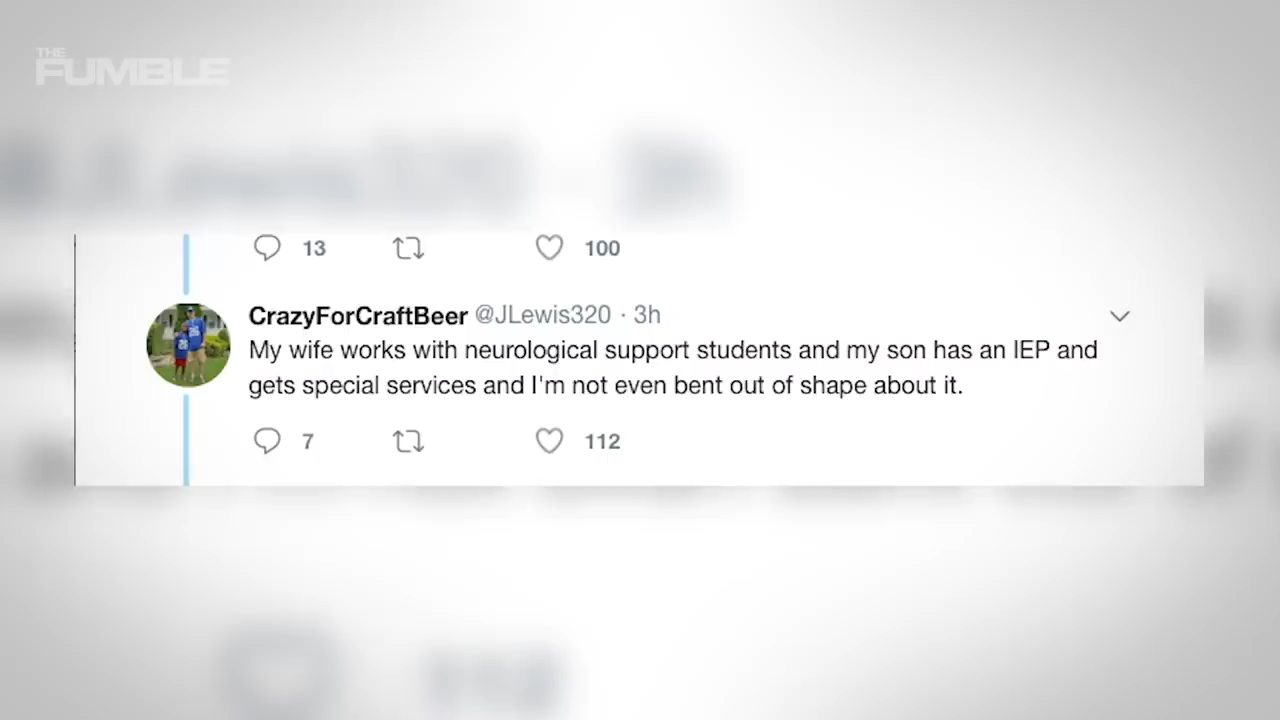 THE
FUMBLE
13 100
CrazyForCraftBeer @JLewis320 · 3h
My wife works with neurological support students and my son has an IEP and
gets special services and I'm not even bent out of shape about it.
7 112